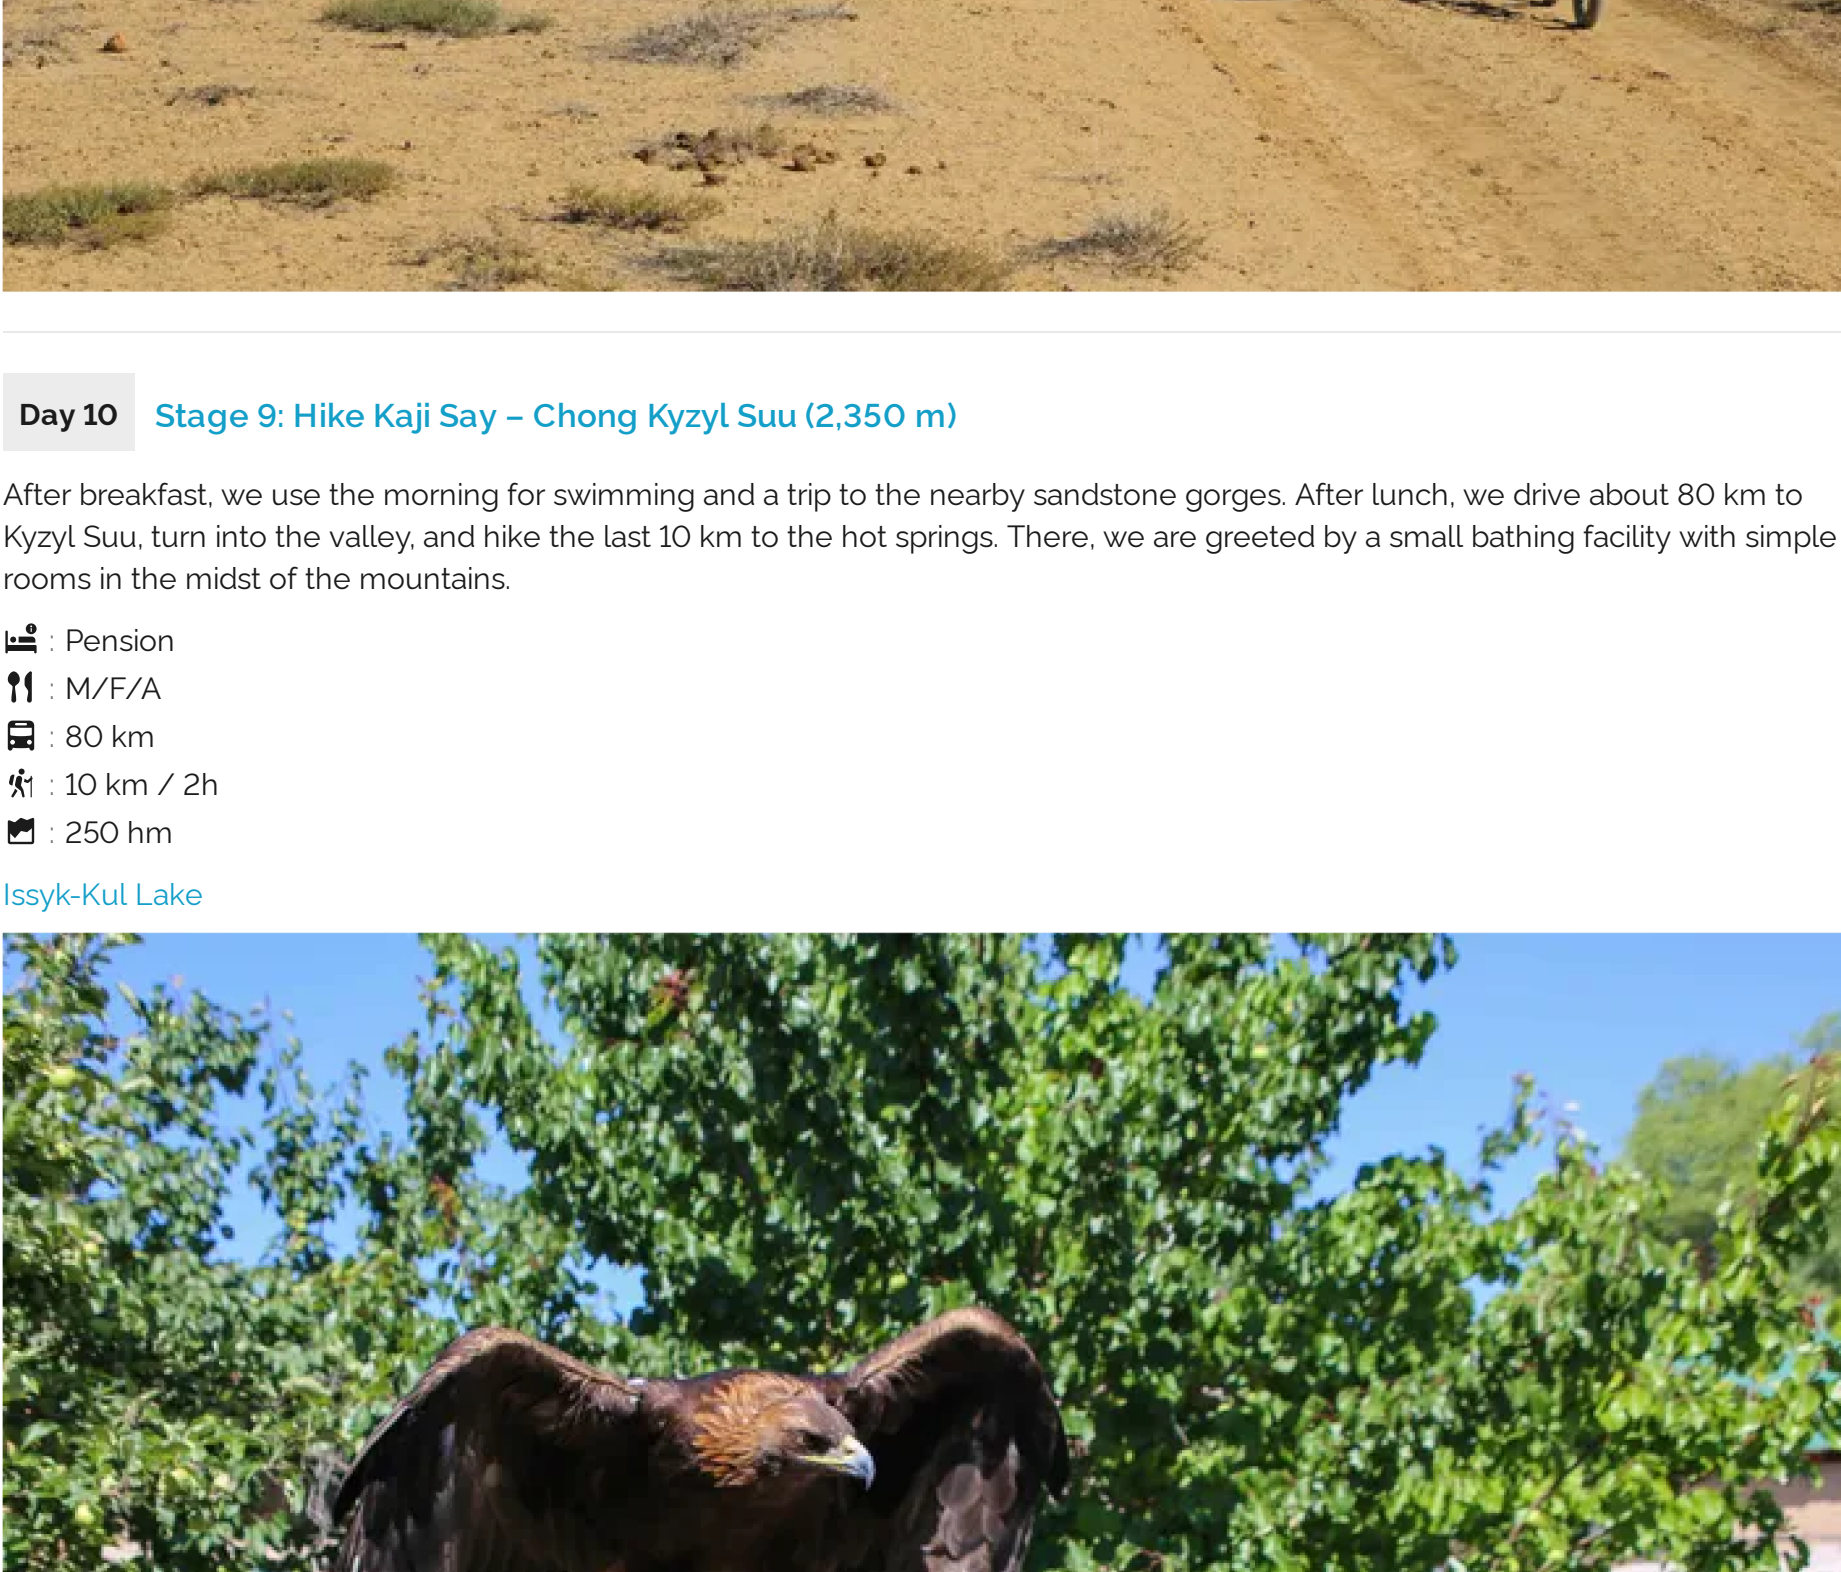 Day 10
Stage 9: Hike Kaji Say – Chong Kyzyl Suu (2,350 m)
After breakfast, we use the morning for swimming and a trip to the nearby sandstone gorges. After lunch, we drive about 80 km to
Kyzyl Suu, turn into the valley, and hike the last 10 km to the hot springs. There, we are greeted by a small bathing facility with simple
rooms in the midst of the mountains.
: Pension
: M/F/A
: 80 km
: 10 km / 2h
: 250 hm
Issyk-Kul Lake